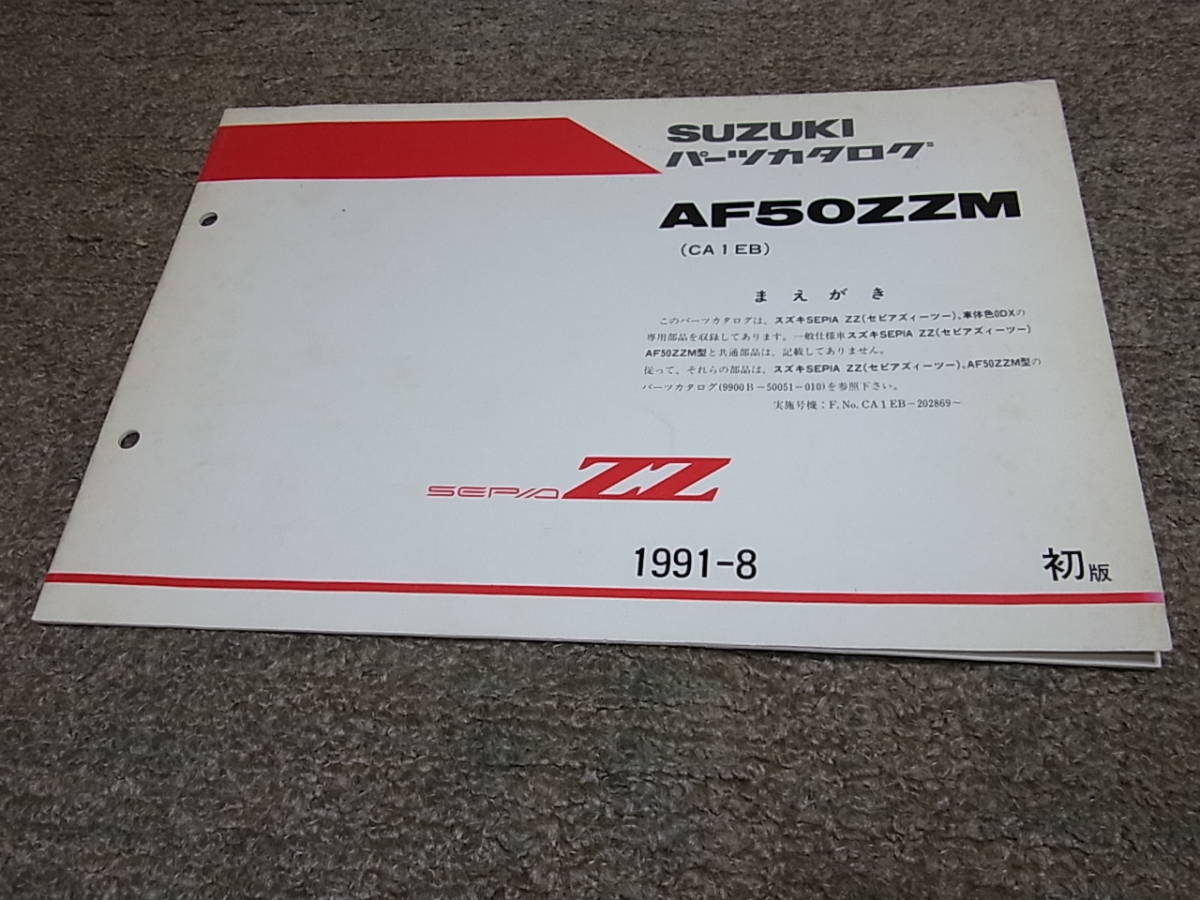 SUZUKI
パーツカタログ
AF50ZZM
(CA1EB)
まえがき
このパーツカタログは、スズキSEPIA ZZ(セピアズィーツー)、車体色0DXの
専用部品を収録してあります。一般仕様車スズキSEPIA ZZ(セピアズィーツー)
AF50ZZM型と共通部品は、記載してありません。
従って、それらの部品は、スズキSEPIA ZZ(セピアズィーツー)、AF50ZZM型の
パーツカタログ(9900B-50051-010)を参照下さい。
実施号機:F.No.CA1EB-202869~
SEPIA ZZ
1991-8
初版